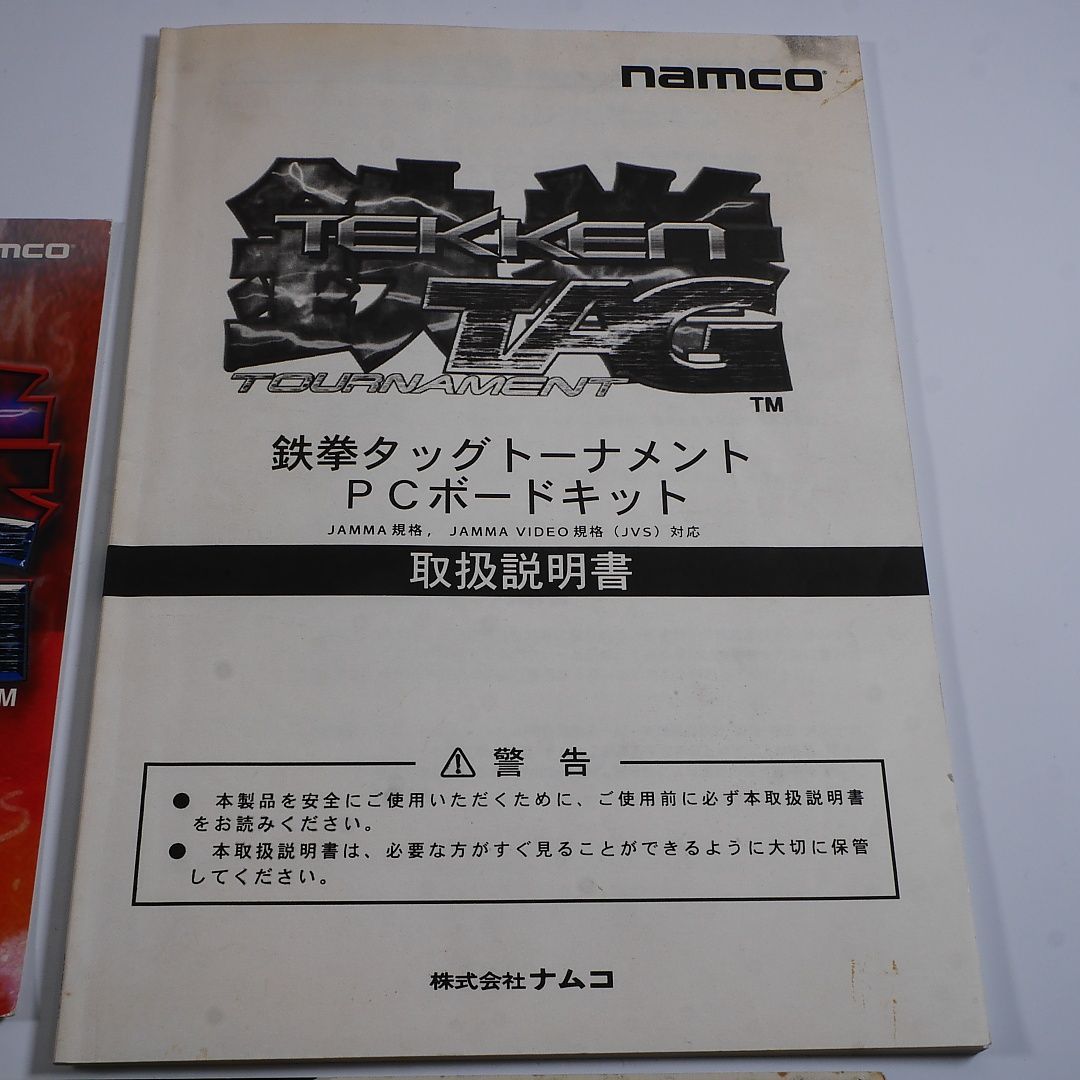 namco
鉄拳
TEKKEN
TAG
TOURNAMENT
TM
鉄拳タッグトーナメント
PCボードキット
JAMMA規格, JAMMA VIDEO規格(JVS)対応
取扱説明書
⚠ 警告
● 本製品を安全にご使用いただくために、ご使用前に必ず本取扱説明書
をお読みください。
● 本取扱説明書は、必要な方がすぐ見ることができるように大切に保管
してください。
株式会社ナムコ
mco
M